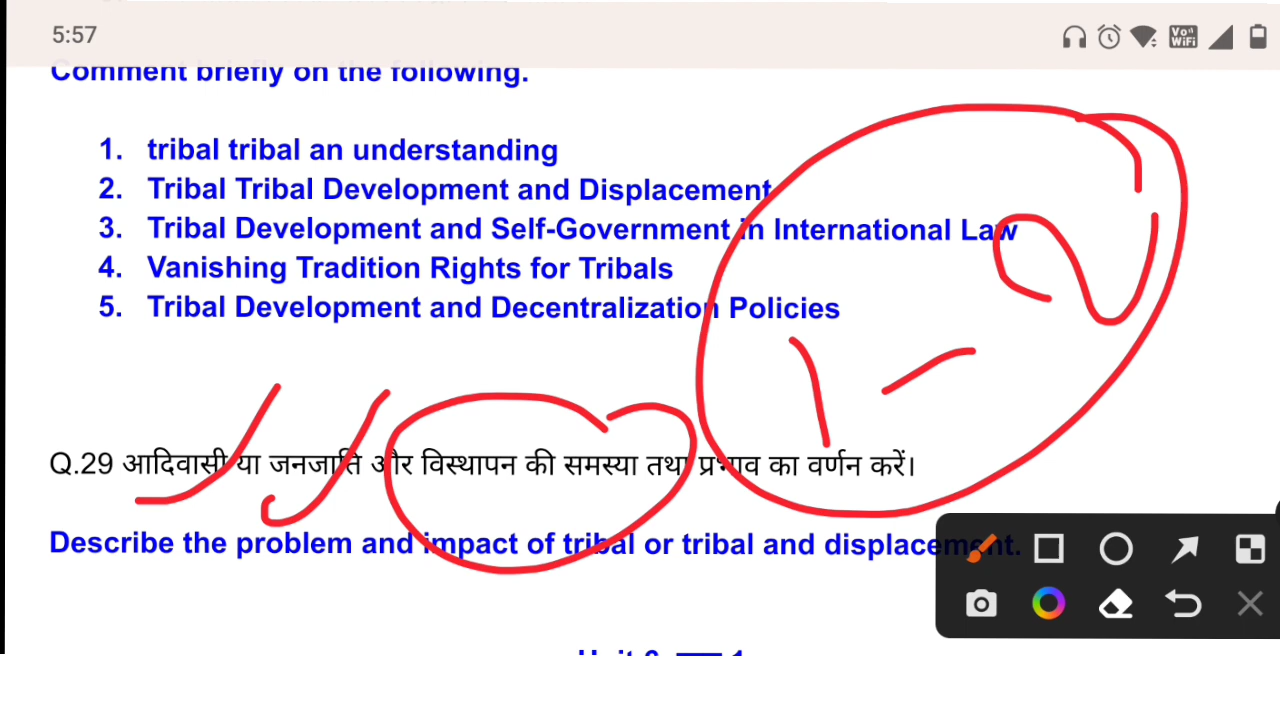 5:57
Vo)) WiFi
Comment briefly on the following.
1. tribal tribal an understanding
2. Tribal Tribal Development and Displacement
3. Tribal Development and Self-Government in International Law
4. Vanishing Tradition Rights for Tribals
5. Tribal Development and Decentralization Policies
Q.29 आदिवासी या जनजाति और विस्थापन की समस्या तथा प्रभाव का वर्णन करें।
Describe the problem and impact of tribal or tribal and displacement.